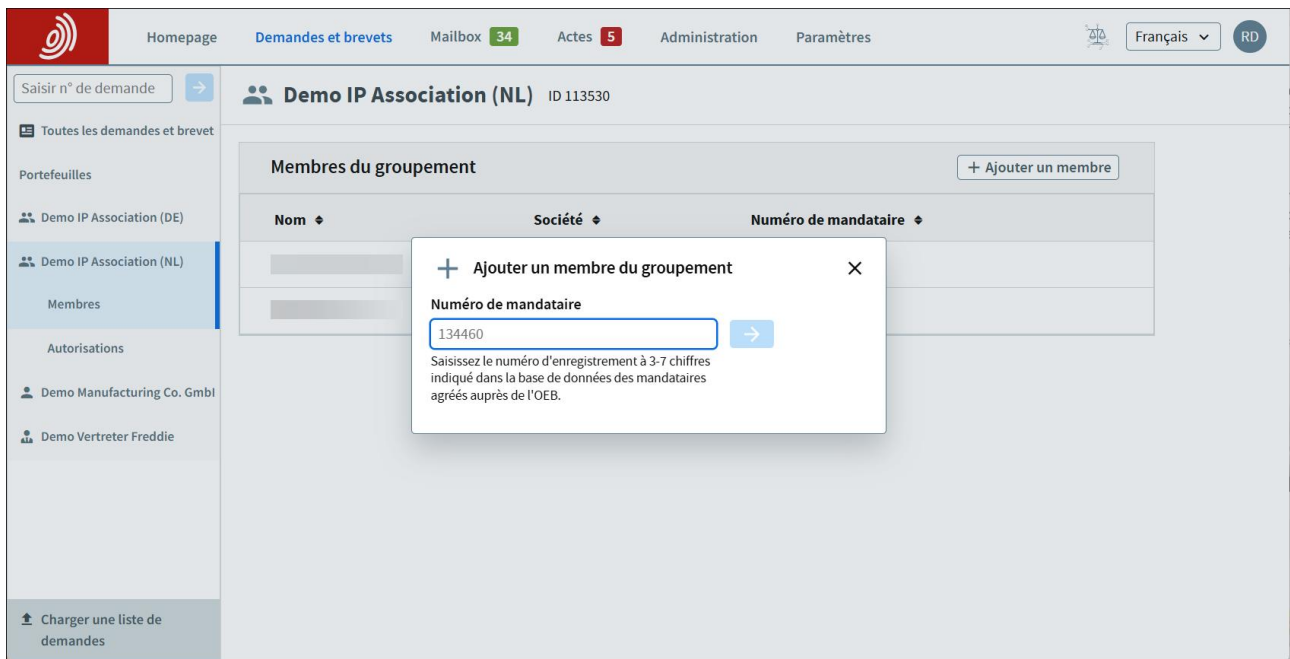 Homepage
Demandes et brevets
Mailbox 34
Actes 5
Administration
Paramètres
Français
RD
Saisir n° de demande
Toutes les demandes et brevet
Portefeuilles
Demo IP Association (DE)
Demo IP Association (NL)
Membres
Autorisations
Demo Manufacturing Co. Gmbl
Demo Vertreter Freddie
Charger une liste de
demandes
Demo IP Association (NL) ID 113530
Membres du groupement
+ Ajouter un membre
Nom
Société
Numéro de mandataire
Ajouter un membre du groupement
Numéro de mandataire
134460
Saisissez le numéro d'enregistrement à 3-7 chiffres
indiqué dans la base de données des mandataires
agréés auprès de l'OEB.